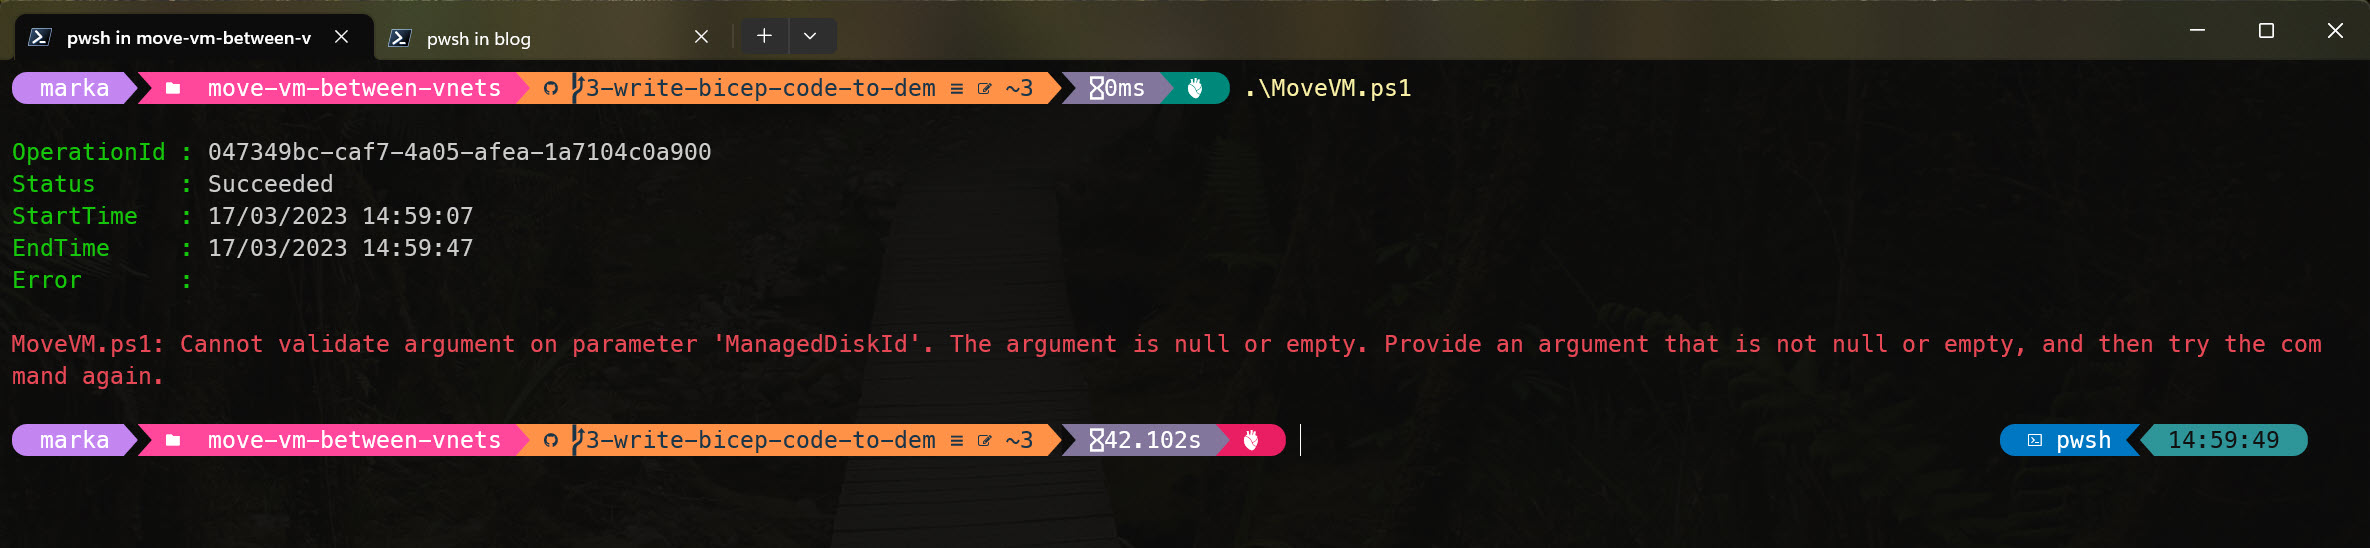 pwsh in move-vm-between-v pwsh in blog
marka move-vm-between-vnets 3-write-bicep-code-to-dem ≡ ~3 0ms .\MoveVM.ps1
OperationId : 047349bc-caf7-4a05-afea-1a7104c0a900
Status : Succeeded
StartTime : 17/03/2023 14:59:07
EndTime : 17/03/2023 14:59:47
Error :
MoveVM.ps1: Cannot validate argument on parameter 'ManagedDiskId'. The argument is null or empty. Provide an argument that is not null or empty, and then try the com
mand again.
marka move-vm-between-vnets 3-write-bicep-code-to-dem ≡ ~3 42.102s pwsh 14:59:49